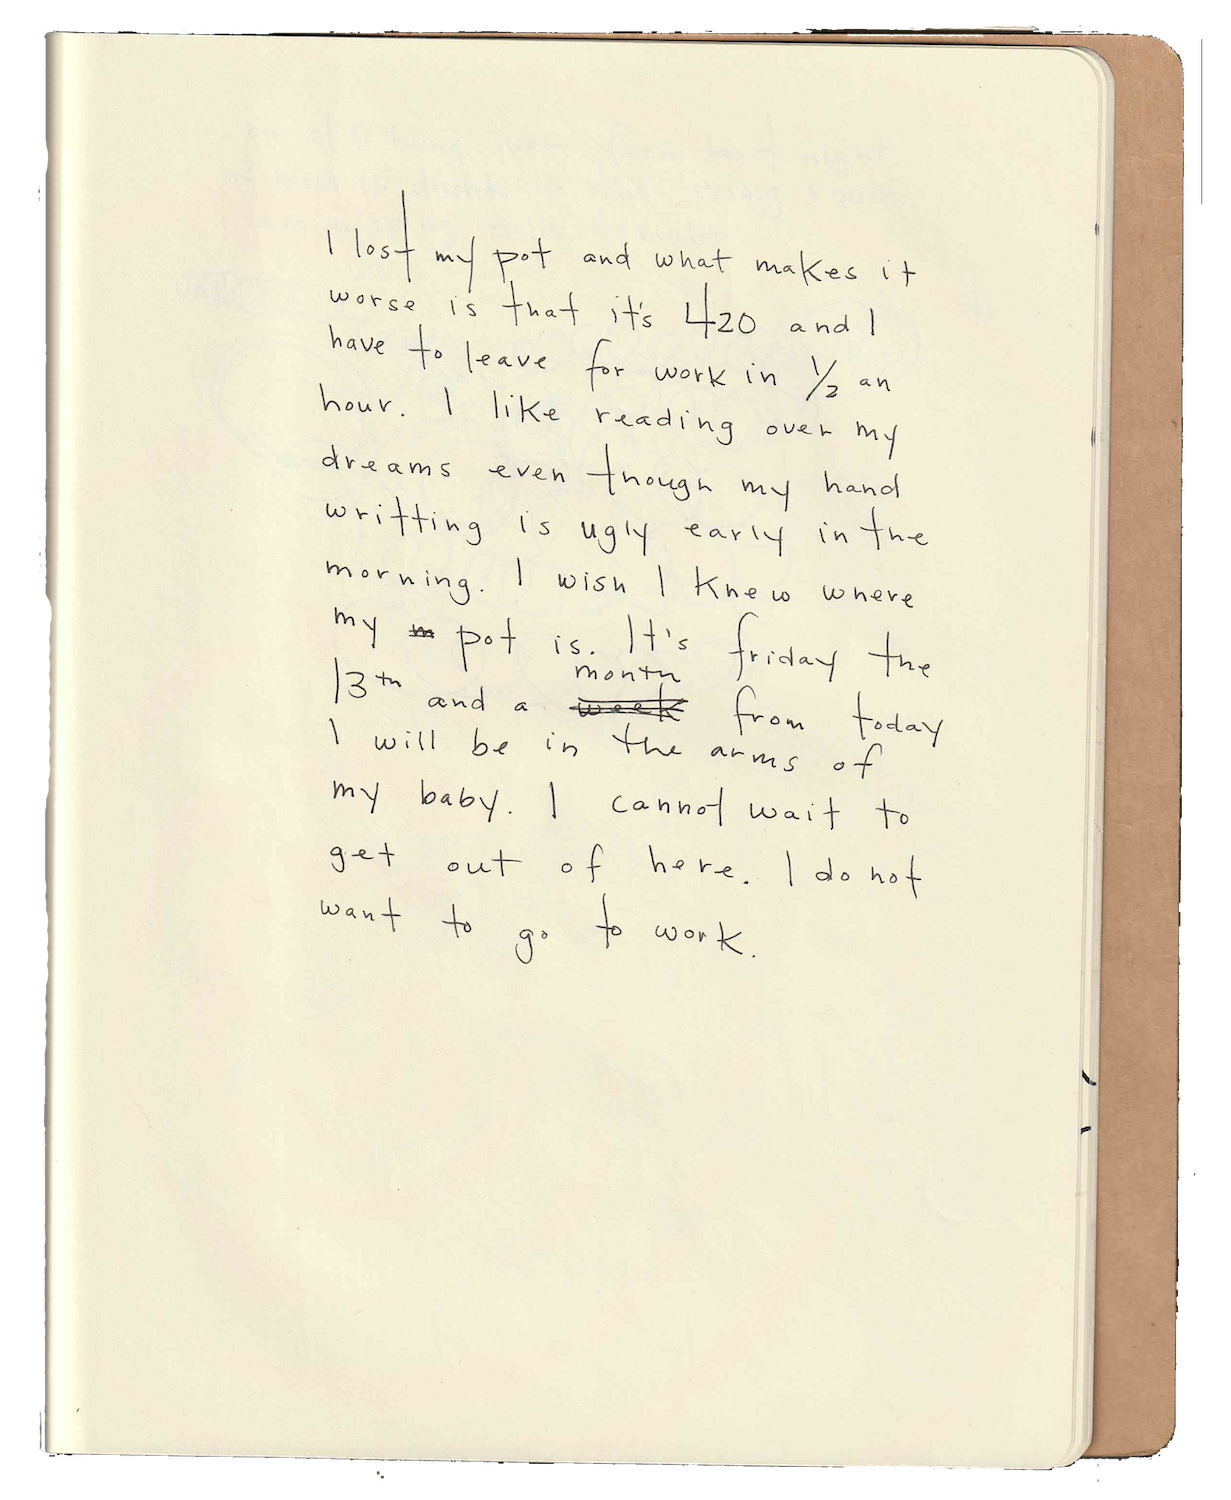 I lost my pot and what makes it
worse is that it's 420 and I
have to leave for work in 1/2 an
hour. I like reading over my
dreams even though my hand
writting is ugly early in the
morning. I wish I knew where
my m pot is. It's friday the
13th and a week month from today
I will be in the arms of
my baby. I cannot wait to
get out of here. I do not
want to go to work.